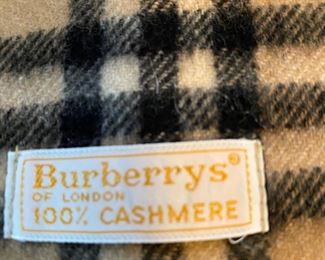 Burberrys®
OF LONDON
100% CASHMERE